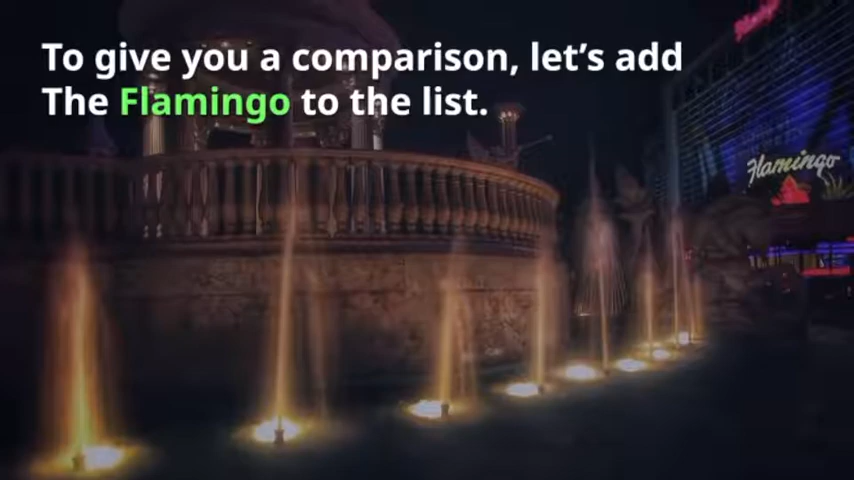 To give you a comparison, let’s add
The Flamingo to the list.
Flamingo